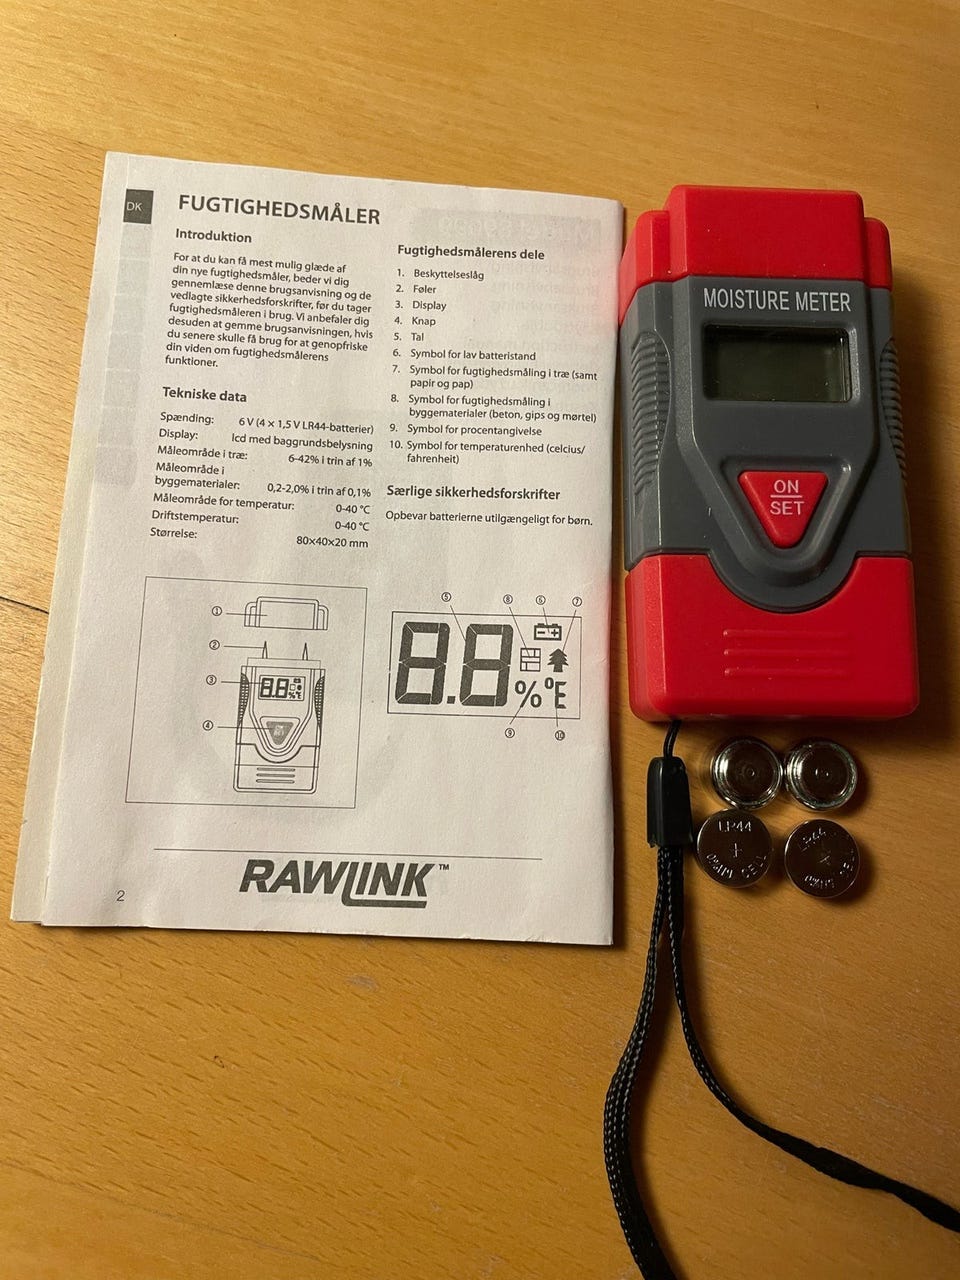 DK
FUGTIGHEDSMÅLER
Introduktion
For at du kan få mest mulig glæde af
din nye fugtighedsmåler, beder vi dig
gennemlæse denne brugsanvisning og de
vedlagte sikkerhedsforskrifter, før du tager
fugtighedsmåleren i brug. Vi anbefaler dig
desuden at gemme brugsanvisningen, hvis
du senere skulle få brug for at genopfriske
din viden om fugtighedsmålerens
funktioner.
Tekniske data
Spænding: 6 V (4 × 1,5 V LR44-batterier)
Display: lcd med baggrundsbelysning
Måleområde i træ: 6-42% i trin af 1%
Måleområde i
byggematerialer: 0,2-2,0% i trin af 0,1%
Måleområde for temperatur: 0-40 °C
Driftstemperatur: 0-40 °C
Størrelse: 80×40×20 mm
Fugtighedsmålerens dele
1. Beskyttelseslåg
2. Føler
3. Display
4. Knap
5. Tal
6. Symbol for lav batteristand
7. Symbol for fugtighedsmåling i træ (samt
papir og pap)
8. Symbol for fugtighedsmåling i
byggematerialer (beton, gips og mørtel)
9. Symbol for procentangivelse
10. Symbol for temperaturenhed (celcius/
fahrenheit)
Særlige sikkerhedsforskrifter
Opbevar batterierne utilgængeligt for børn.
1
2
3
4
8.8
%°E
5
8
6
7
8.8
%°E
9
10
RAWLINK™
2
MOISTURE METER
ON
SET
LR44
+
CELL
LR44
+
CELL